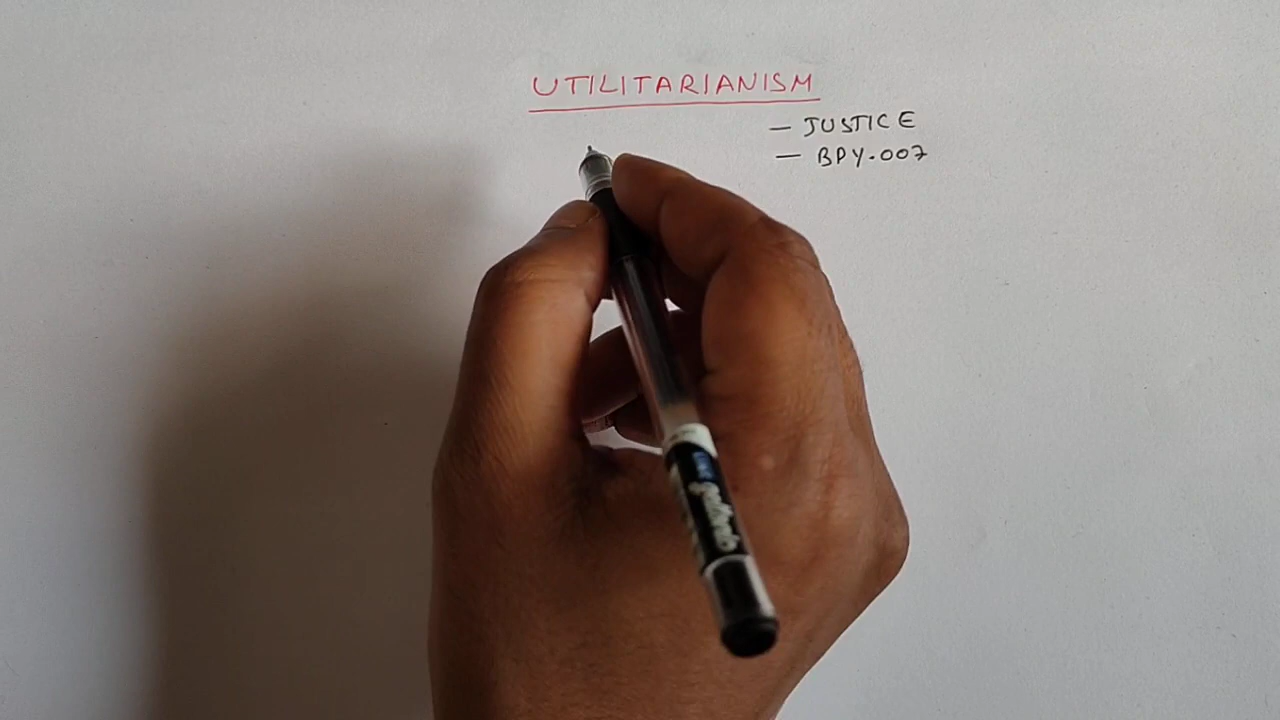 UTILITARIANISM
— JUSTICE
— BPY.007